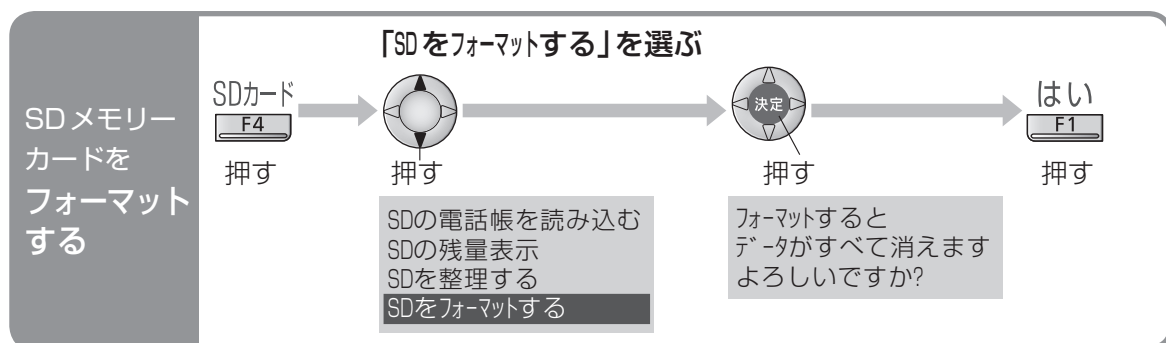 SDメモリー
カードを
フォーマット
する
「SDをフォーマットする」を選ぶ
SDカード
F4
押す
押す
SDの電話帳を読み込む
SDの残量表示
SDを整理する
SDをフォーマットする
決定
押す
フォーマットすると
データがすべて消えます
よろしいですか?
はい
F1
押す